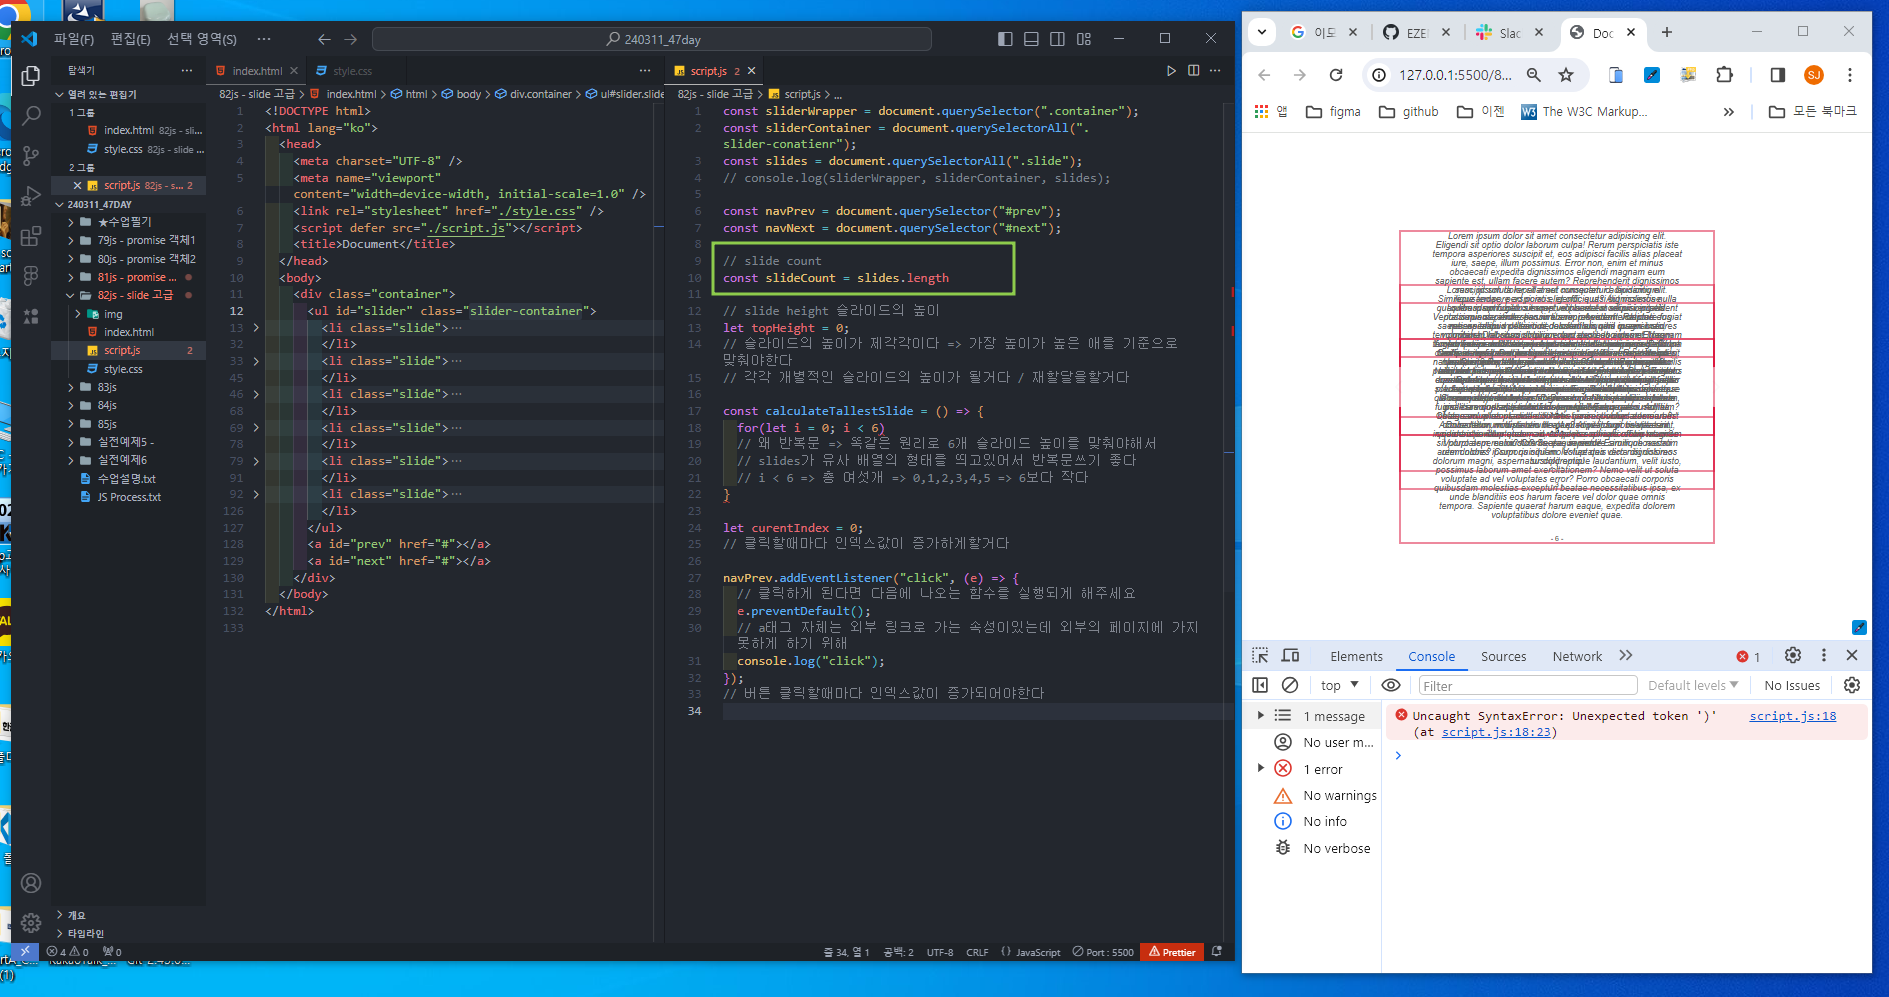 파일(F) 편집(E) 선택 영역(S) ··· 240311_47day
탐색기 ···
열려 있는 편집기
1 그룹
index.html 82js - sli...
style.css 82js - slide ...
2 그룹
script.js 82js - s... 2
240311_47DAY
★수업필기
79js - promise 객체1
80js - promise 객체2
81js - promise ...
82js - slide 고급
img
index.html
script.js 2
style.css
83js
84js
85js
실전예제5 -
실전예제6
수업설명.txt
JS Process.txt
개요
타임라인
index.html style.css ···
82js - slide 고급 > index.html > html > body > div.container > ul#slider.slide
1 <!DOCTYPE html>
2 <html lang="ko">
3 <head>
4 <meta charset="UTF-8" />
5 <meta name="viewport"
content="width=device-width, initial-scale=1.0" />
6 <link rel="stylesheet" href="./style.css" />
7 <script defer src="./script.js"></script>
8 <title>Document</title>
9 </head>
10 <body>
11 <div class="container">
12 <ul id="slider" class="slider-container">
13 <li class="slide">···
32 </li>
33 <li class="slide">···
45 </li>
46 <li class="slide">···
68 </li>
69 <li class="slide">···
78 </li>
79 <li class="slide">···
91 </li>
92 <li class="slide">···
126 </li>
127 </ul>
128 <a id="prev" href="#"></a>
129 <a id="next" href="#"></a>
130 </div>
131 </body>
132 </html>
133
script.js 2
82js - slide 고급 > script.js > ...
1 const sliderWrapper = document.querySelector(".container");
2 const sliderContainer = document.querySelectorAll(".
slider-conatienr");
3 const slides = document.querySelectorAll(".slide");
4 // console.log(sliderWrapper, sliderContainer, slides);
5
6 const navPrev = document.querySelector("#prev");
7 const navNext = document.querySelector("#next");
8
9 // slide count
10 const slideCount = slides.length
11
12 // slide height 슬라이드의 높이
13 let topHeight = 0;
14 // 슬라이드의 높이가 제각각이다 => 가장 높이가 높은 애를 기준으로
맞춰야한다
15 // 각각 개별적인 슬라이드의 높이가 될거다 / 재할달을할거다
16
17 const calculateTallestSlide = () => {
18 for(let i = 0; i < 6)
19 // 왜 반복문 => 똑같은 원리로 6개 슬라이드 높이를 맞춰야해서
20 // slides가 유사 배열의 형태를 띄고있어서 반복문쓰기 좋다
21 // i < 6 => 총 여섯개 => 0,1,2,3,4,5 => 6보다 작다
22 }
23
24 let curentIndex = 0;
25 // 클릭할때마다 인덱스값이 증가하게할거다
26
27 navPrev.addEventListener("click", (e) => {
28 // 클릭하게 된다면 다음에 나오는 함수를 실행되게 해주세요
29 e.preventDefault();
30 // a태그 자체는 외부 링크로 가는 속성이있는데 외부의 페이지에 가지
못하게 하기 위해
31 console.log("click");
32 });
33 // 버튼 클릭할때마다 인덱스값이 증가되어야한다
34
4 0 0 줄 34, 열 1 공백: 2 UTF-8 CRLF {} JavaScript Port : 5500 Prettier
이모 EZE Slac Doc
127.0.0.1:5500/8... SJ
앱 figma github 이젠 W3 The W3C Markup... » 모든 북마크
Lorem ipsum dolor sit amet consectetur adipisicing elit.
Eligendi sit optio dolor laborum culpa! Rerum perspiciatis iste
tempora asperiores suscipit et, eos adipisci facilis alias placeat
iure, saepe, illum possimus. Error non, enim et minus
obcaecati expedita dignissimos eligendi magnam eum
dolorum magni, aspernatur
possimus laborum amet exercitationem? Nemo velit ut soluta
voluptate ad vel voluptates error? Porro obcaecati corporis
quibusdam molestias excepturi beatae necessitatibus ipsa, ex
unde blanditiis eos harum facere vel dolor quae omnis
tempora. Sapiente quaerat harum eaque, expedita dolorem
voluptatibus dolore eveniet quae.
- 6 -
Elements Console Sources Network 1
top Filter Default levels No Issues
1 message
No user m...
1 error
No warnings
No info
No verbose
Uncaught SyntaxError: Unexpected token ')' script.js:18
(at script.js:18:23)